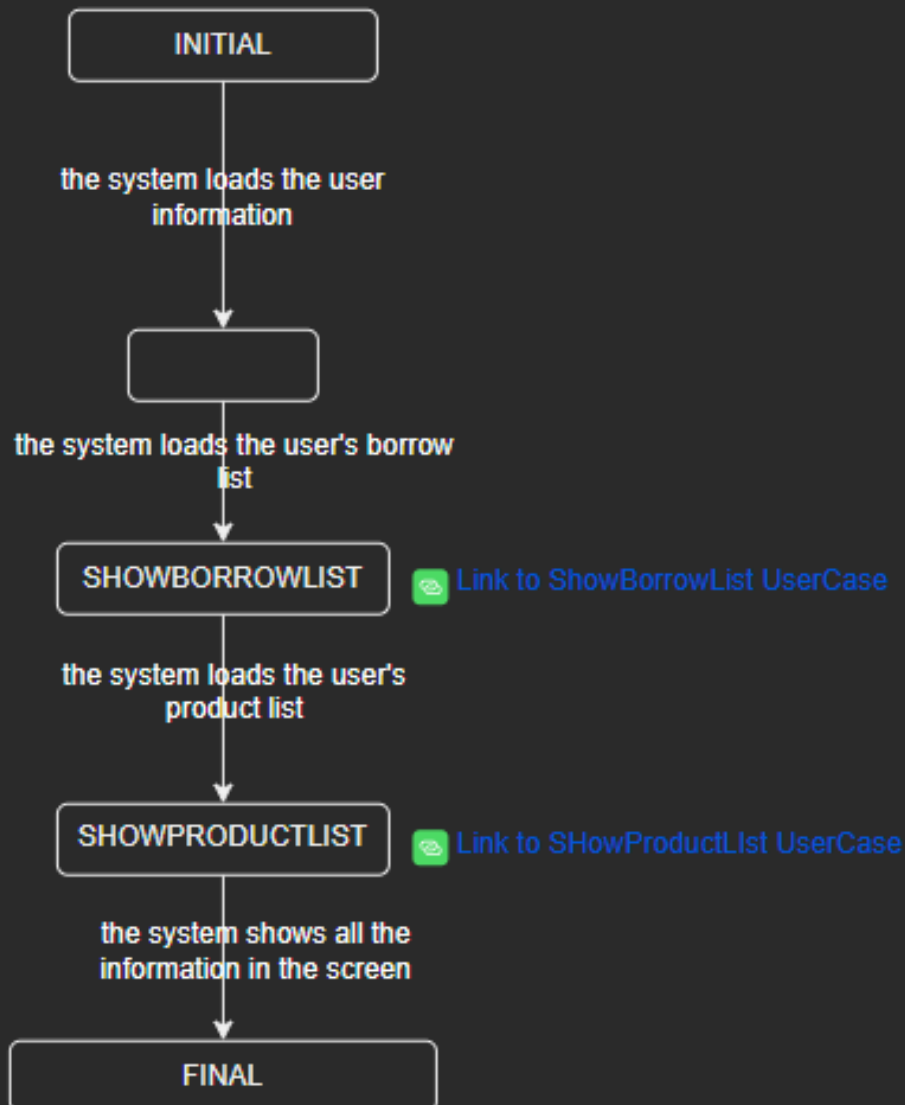 INITIAL
the system loads the user
information
the system loads the user's borrow
list
SHOWBORROWLIST
Link to ShowBorrowList UserCase
the system loads the user's
product list
SHOWPRODUCTLIST
Link to SHowProductLIst UserCase
the system shows all the
information in the screen
FINAL